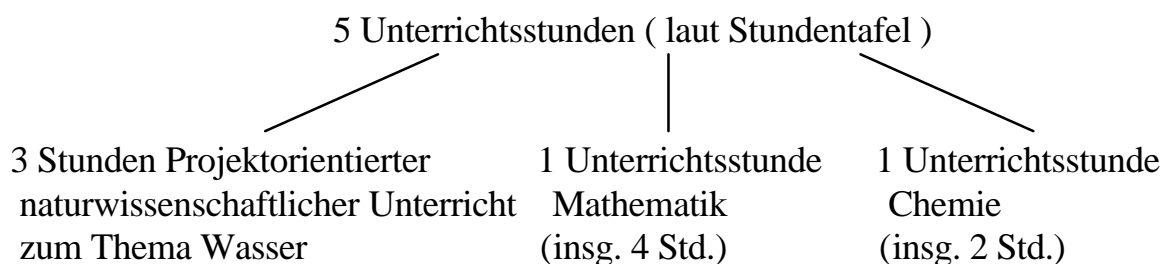 5 Unterrichtsstunden ( laut Stundentafel )
3 Stunden Projektorientierter
naturwissenschaftlicher Unterricht
zum Thema Wasser
1 Unterrichtsstunde
Mathematik
(insg. 4 Std.)
1 Unterrichtsstunde
Chemie
(insg. 2 Std.)